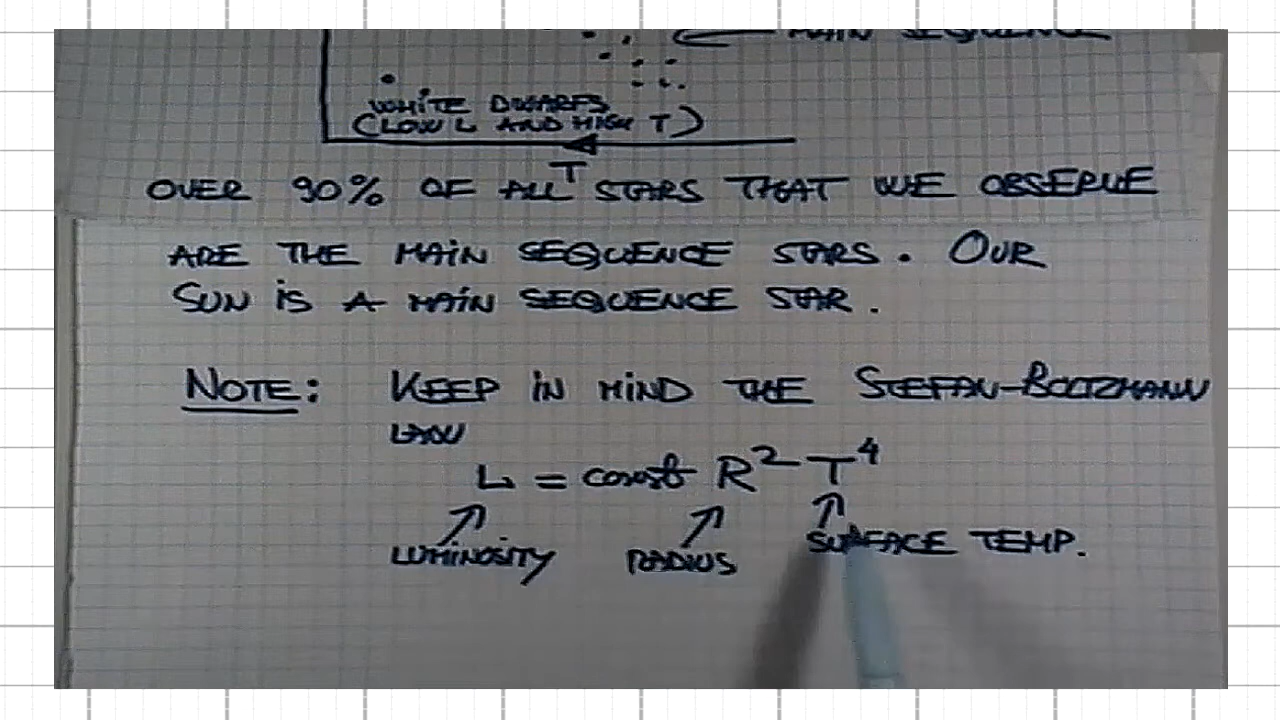 MAIN SEQUENCE
WHITE DWARFS
(LOW L AND HIGH T)
T
OVER 90% OF ALL STARS THAT WE OBSERVE
ARE THE MAIN SEQUENCE STARS. OUR
SUN IS A MAIN SEQUENCE STAR.
NOTE: KEEP IN MIND THE STEFAN-BOLTZMANN
LAW
L = const R² T⁴
LUMINOSITY RADIUS SURFACE TEMP.